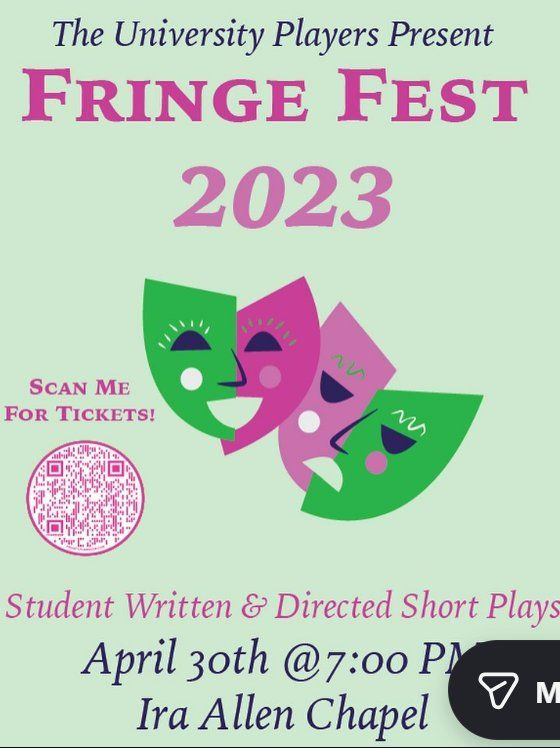 The University Players Present
FRINGE FEST
2023
SCAN ME
FOR TICKETS!
Student Written & Directed Short Plays
April 30th @ 7:00 PM
Ira Allen Chapel
M